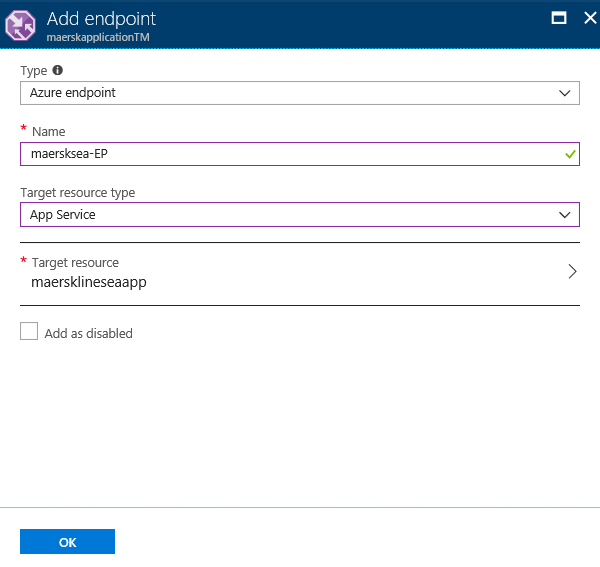 Add endpoint
maerskapplicationTM
Type
Azure endpoint
* Name
maersksea-EP
Target resource type
App Service
* Target resource
maersklineseaapp
Add as disabled
OK